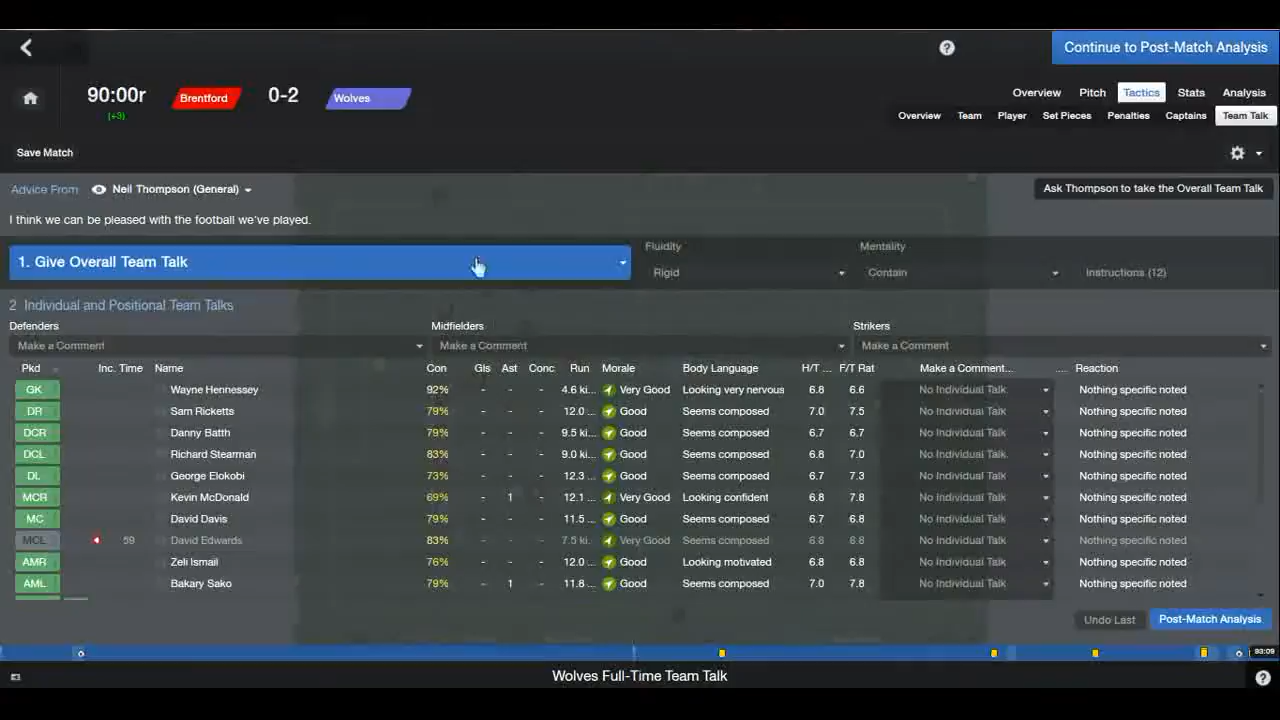 Continue to Post-Match Analysis
90:00r Brentford 0-2 Wolves
(+3)
Overview Pitch Tactics Stats Analysis
Overview Team Player Set Pieces Penalties Captains Team Talk
Save Match
Advice From Neil Thompson (General) Ask Thompson to take the Overall Team Talk
I think we can be pleased with the football we've played.
Fluidity Mentality
1. Give Overall Team Talk Rigid Contain Instructions (12)
2 Individual and Positional Team Talks
Defenders Midfielders Strikers
Make a Comment Make a Comment Make a Comment
Pkd Inc. Time Name Con Gls Ast Conc Run Morale Body Language H/T ... F/T Rat Make a Comment... .... Reaction
GK Wayne Hennessey 92% - - - 4.6 ki... Very Good Looking very nervous 6.8 6.6 No Individual Talk Nothing specific noted
DR Sam Ricketts 79% - - - 12.0 ... Good Seems composed 7.0 7.5 No Individual Talk Nothing specific noted
DCR Danny Batth 79% - - - 9.5 ki... Good Seems composed 6.7 6.7 No Individual Talk Nothing specific noted
DCL Richard Stearman 83% - - - 9.0 ki... Good Seems composed 6.8 7.0 No Individual Talk Nothing specific noted
DL George Elokobi 73% - - - 12.3 ... Good Seems composed 6.7 7.3 No Individual Talk Nothing specific noted
MCR Kevin McDonald 69% - 1 - 12.1 ... Very Good Looking confident 6.8 7.8 No Individual Talk Nothing specific noted
MC David Davis 79% - - - 11.5 ... Good Seems composed 6.7 6.8 No Individual Talk Nothing specific noted
MCL 59 David Edwards 83% - - - 7.5 ki... Very Good Seems composed 6.8 6.8 No Individual Talk Nothing specific noted
AMR Zeli Ismail 76% - - - 12.0 ... Good Looking motivated 6.8 6.8 No Individual Talk Nothing specific noted
AML Bakary Sako 79% - 1 - 11.8 ... Good Seems composed 7.0 7.8 No Individual Talk Nothing specific noted
Undo Last Post-Match Analysis
93:09
Wolves Full-Time Team Talk